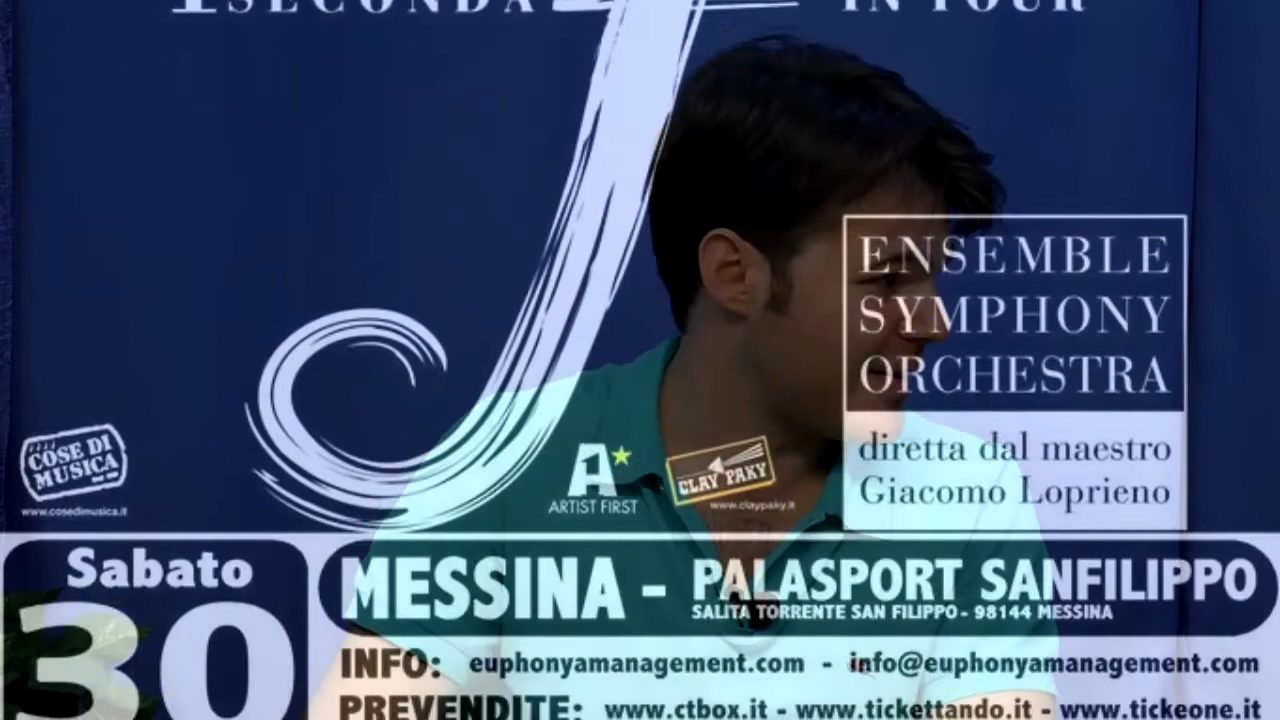 SECONDA
IN TOUR
ENSEMBLE
SYMPHONY
ORCHESTRA
diretta dal maestro
Giacomo Loprieno
COSE DI
MUSICA
www.cosedimusica.it
A
ARTIST FIRST
CLAY PAKY
www.claypaky.it
Sabato
30
MESSINA - PALASPORT SANFILIPPO
SALITA TORRENTE SAN FILIPPO - 98144 MESSINA
INFO: euphonyamanagement.com - info@euphonyamanagement.com
PREVENDITE: www.ctbox.it - www.tickettando.it - www.tickeone.it